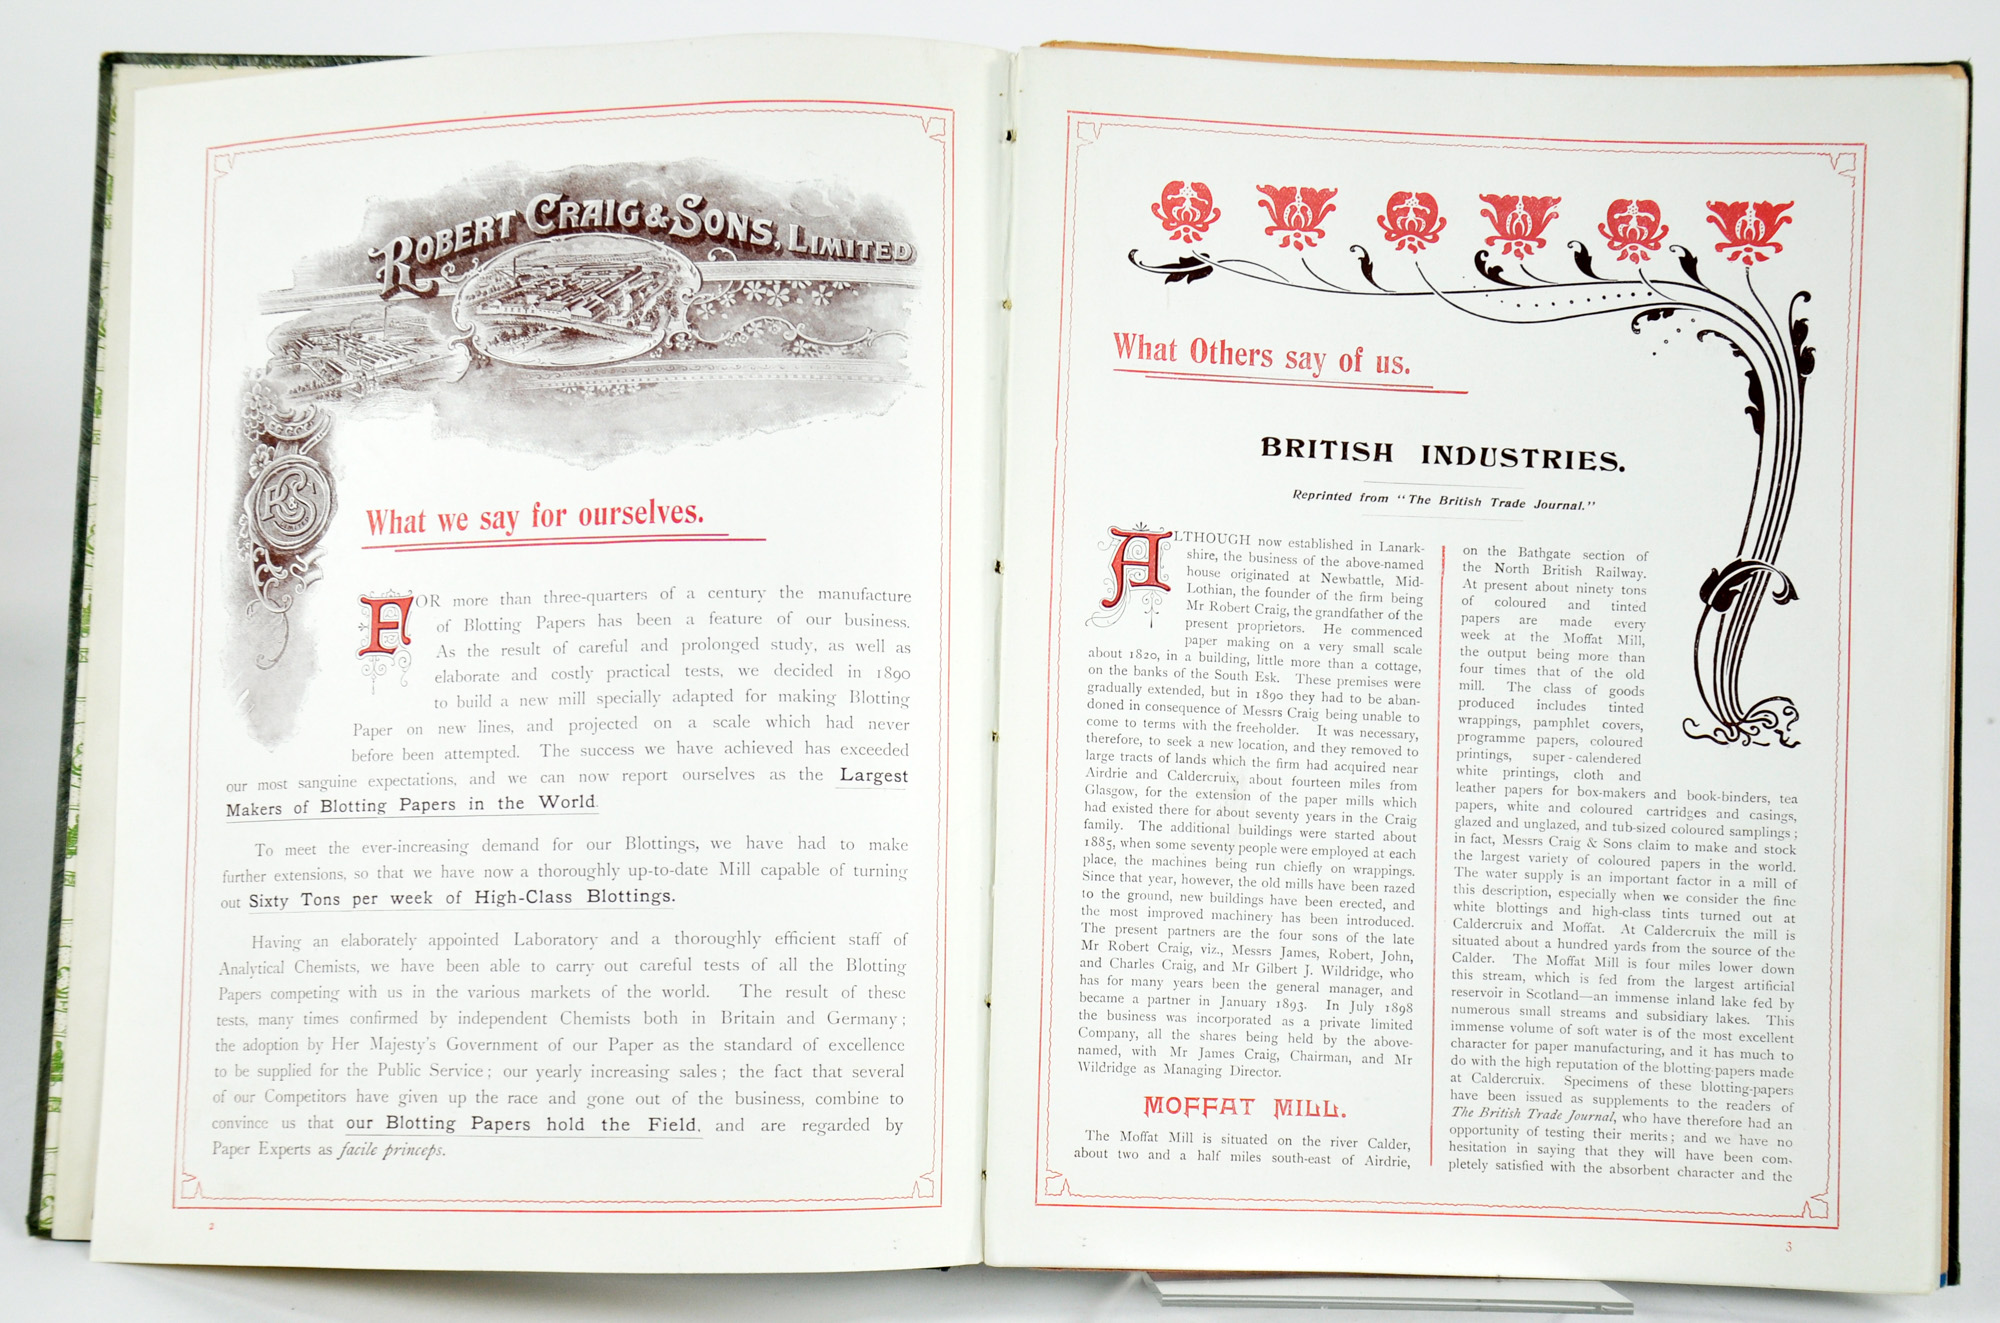 ROBERT CRAIG & SONS, LIMITED
RCS
What we say for ourselves.
FOR more than three-quarters of a century the manufacture
of Blotting Papers has been a feature of our business.
As the result of careful and prolonged study, as well as
elaborate and costly practical tests, we decided in 1890
to build a new mill specially adapted for making Blotting
Paper on new lines, and projected on a scale which had never
before been attempted. The success we have achieved has exceeded
our most sanguine expectations, and we can now report ourselves as the Largest
Makers of Blotting Papers in the World.
To meet the ever-increasing demand for our Blottings, we have had to make
further extensions, so that we have now a thoroughly up-to-date Mill capable of turning
out Sixty Tons per week of High-Class Blottings.
Having an elaborately appointed Laboratory and a thoroughly efficient staff of
Analytical Chemists, we have been able to carry out careful tests of all the Blotting
Papers competing with us in the various markets of the world. The result of these
tests, many times confirmed by independent Chemists both in Britain and Germany;
the adoption by Her Majesty's Government of our Paper as the standard of excellence
to be supplied for the Public Service; our yearly increasing sales; the fact that several
of our Competitors have given up the race and gone out of the business, combine to
convince us that our Blotting Papers hold the Field, and are regarded by
Paper Experts as facile princeps.
2
What Others say of us.
BRITISH INDUSTRIES.
Reprinted from "The British Trade Journal."
ALTHOUGH now established in Lanark-
shire, the business of the above-named
house originated at Newbattle, Mid-
Lothian, the founder of the firm being
Mr Robert Craig, the grandfather of the
present proprietors. He commenced
paper making on a very small scale
about 1820, in a building, little more than a cottage,
on the banks of the South Esk. These premises were
gradually extended, but in 1890 they had to be aban-
doned in consequence of Messrs Craig being unable to
come to terms with the freeholder. It was necessary,
therefore, to seek a new location, and they removed to
large tracts of lands which the firm had acquired near
Airdrie and Caldercruix, about fourteen miles from
Glasgow, for the extension of the paper mills which
had existed there for about seventy years in the Craig
family. The additional buildings were started about
1885, when some seventy people were employed at each
place, the machines being run chiefly on wrappings.
Since that year, however, the old mills have been razed
to the ground, new buildings have been erected, and
the most improved machinery has been introduced.
The present partners are the four sons of the late
Mr Robert Craig, viz., Messrs James, Robert, John,
and Charles Craig, and Mr Gilbert J. Wildridge, who
has for many years been the general manager, and
became a partner in January 1893. In July 1898
the business was incorporated as a private limited
Company, all the shares being held by the above-
named, with Mr James Craig, Chairman, and Mr
Wildridge as Managing Director.
MOFFAT MILL.
The Moffat Mill is situated on the river Calder,
about two and a half miles south-east of Airdrie,
on the Bathgate section of
the North British Railway.
At present about ninety tons
of coloured and tinted
papers are made every
week at the Moffat Mill,
the output being more than
four times that of the old
mill. The class of goods
produced includes tinted
wrappings, pamphlet covers,
programme papers, coloured
printings, super-calendered
white printings, cloth and
leather papers for box-makers and book-binders, tea
papers, white and coloured cartridges and casings,
glazed and unglazed, and tub-sized coloured samplings;
in fact, Messrs Craig & Sons claim to make and stock
the largest variety of coloured papers in the world.
The water supply is an important factor in a mill of
this description, especially when we consider the fine
white blottings and high-class tints turned out at
Caldercruix and Moffat. At Caldercruix the mill is
situated about a hundred yards from the source of the
Calder. The Moffat Mill is four miles lower down
this stream, which is fed from the largest artificial
reservoir in Scotland—an immense inland lake fed by
numerous small streams and subsidiary lakes. This
immense volume of soft water is of the most excellent
character for paper manufacturing, and it has much to
do with the high reputation of the blotting-papers made
at Caldercruix. Specimens of these blotting-papers
have been issued as supplements to the readers of
The British Trade Journal, who have therefore had an
opportunity of testing their merits; and we have no
hesitation in saying that they will have been com-
pletely satisfied with the absorbent character and the
3